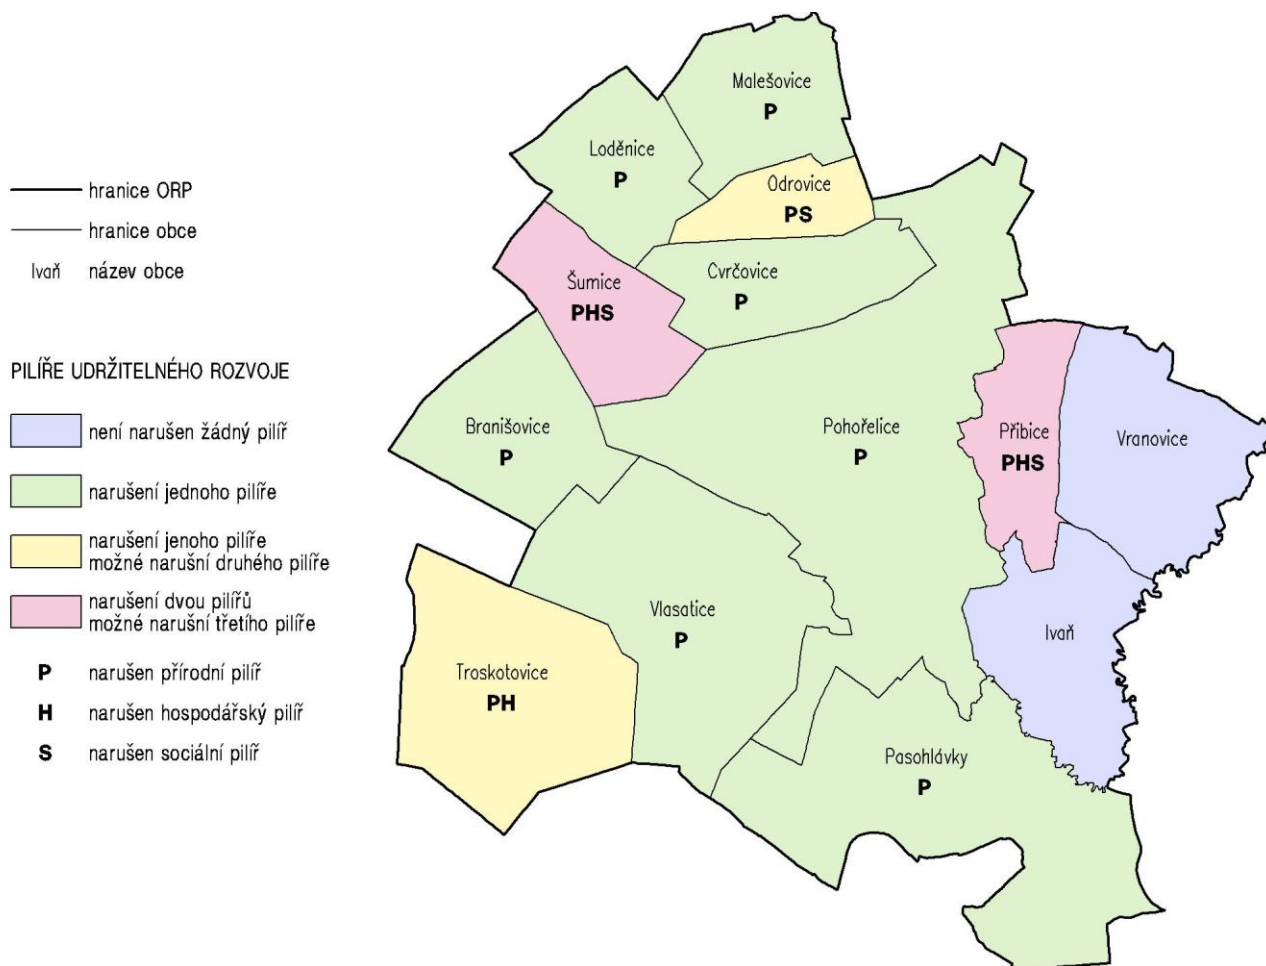 hranice ORP
hranice obce
Ivaň název obce
PILÍŘE UDRŽITELNÉHO ROZVOJE
není narušen žádný pilíř
narušení jednoho pilíře
narušení jenoho pilíře
možné narušní druhého pilíře
narušení dvou pilířů
možné narušní třetího pilíře
P narušen přírodní pilíř
H narušen hospodářský pilíř
S narušen sociální pilíř
Malešovice
P
Loděnice
P
Odrovice
PS
Cvrčovice
P
Šumice
PHS
Branišovice
P
Pohořelice
P
Přibice
PHS
Vranovice
Vlasatice
P
Ivaň
Troskotovice
PH
Pasohlávky
P